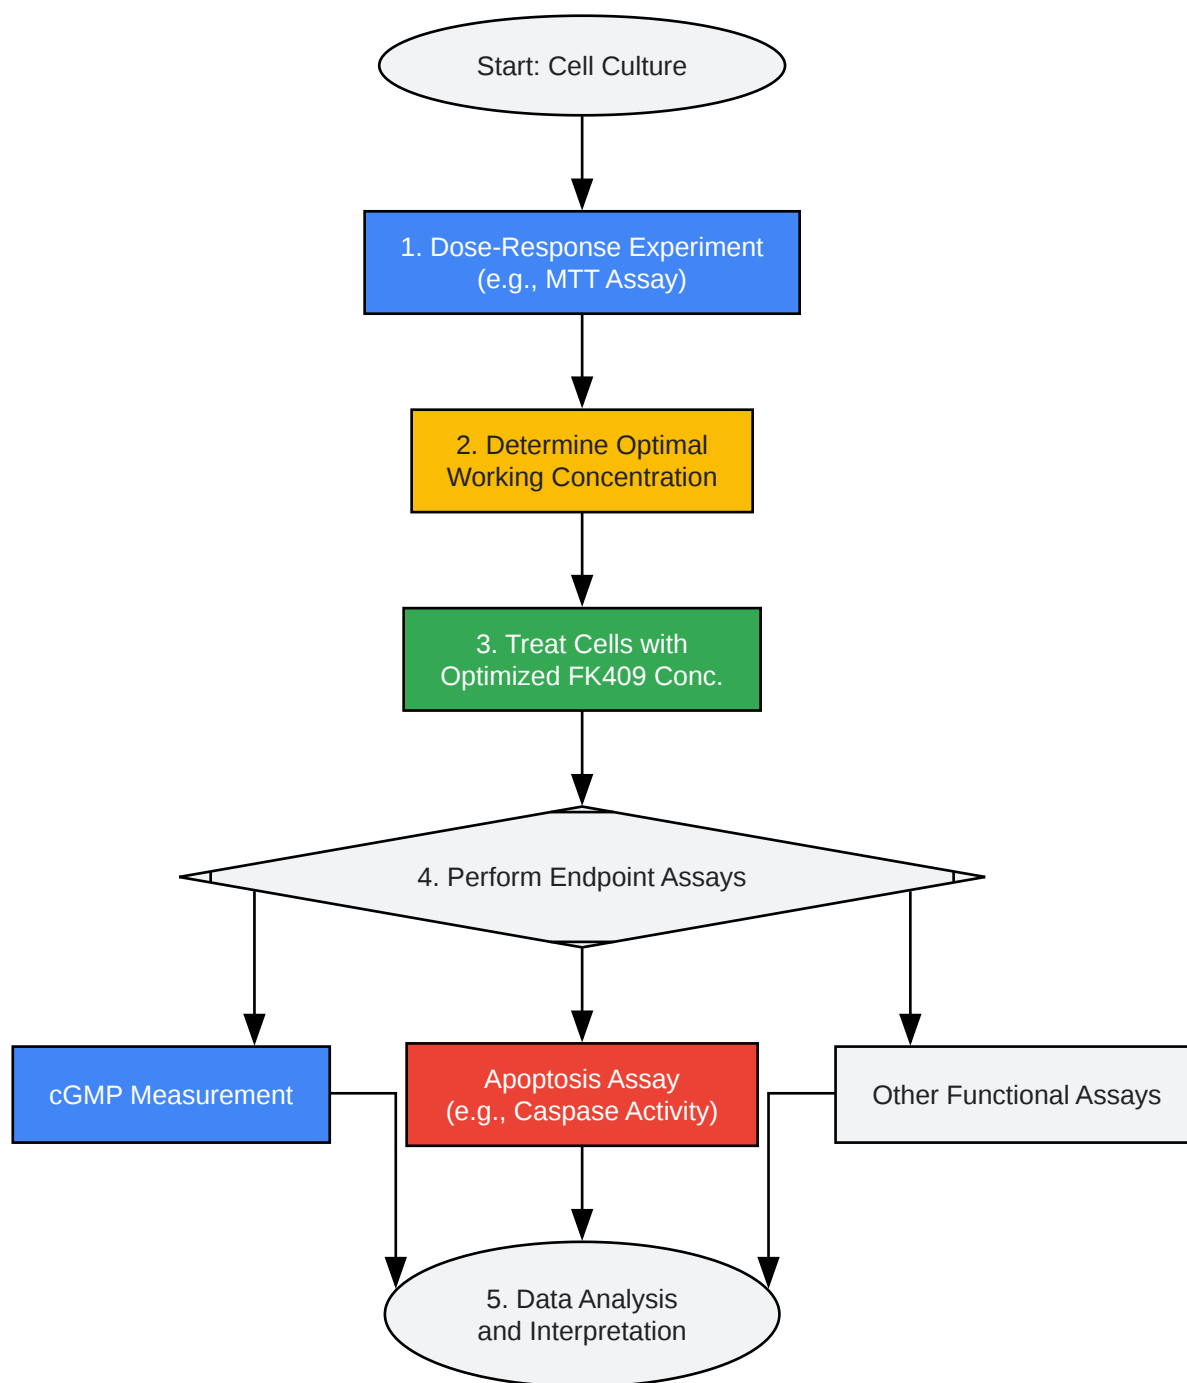 Start: Cell Culture
1. Dose-Response Experiment
(e.g., MTT Assay)
2. Determine Optimal
Working Concentration
3. Treat Cells with
Optimized FK409 Conc.
4. Perform Endpoint Assays
cGMP Measurement
Apoptosis Assay
(e.g., Caspase Activity)
Other Functional Assays
5. Data Analysis
and Interpretation